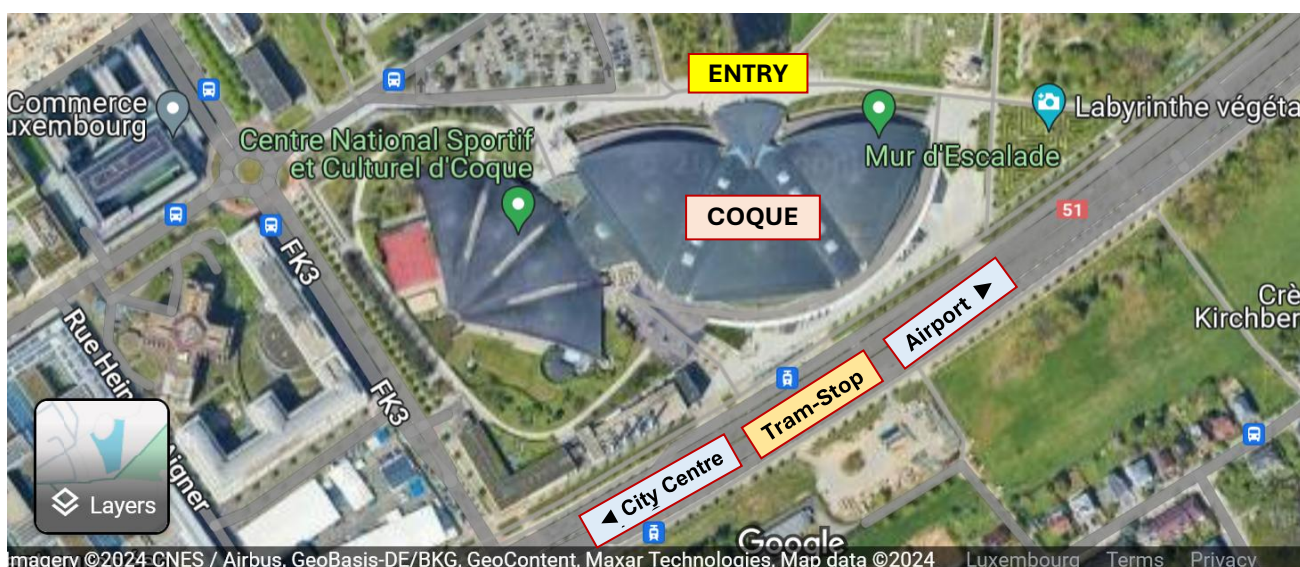 ENTRY
Commerce
uxembourg
Labyrinthe végéta
Centre National Sportif
et Culturel d'Coque
Mur d'Escalade
COQUE
51
FK3
Airport ►
Crè
Kirchber
Rue Hein
FK3
Tram-Stop
◄ City Centre
Aigner
Layers
Google
Imagery ©2024 CNES / Airbus, GeoBasis-DE/BKG, GeoContent, Maxar Technologies, Map data ©2024 Luxembourg Terms Privacy